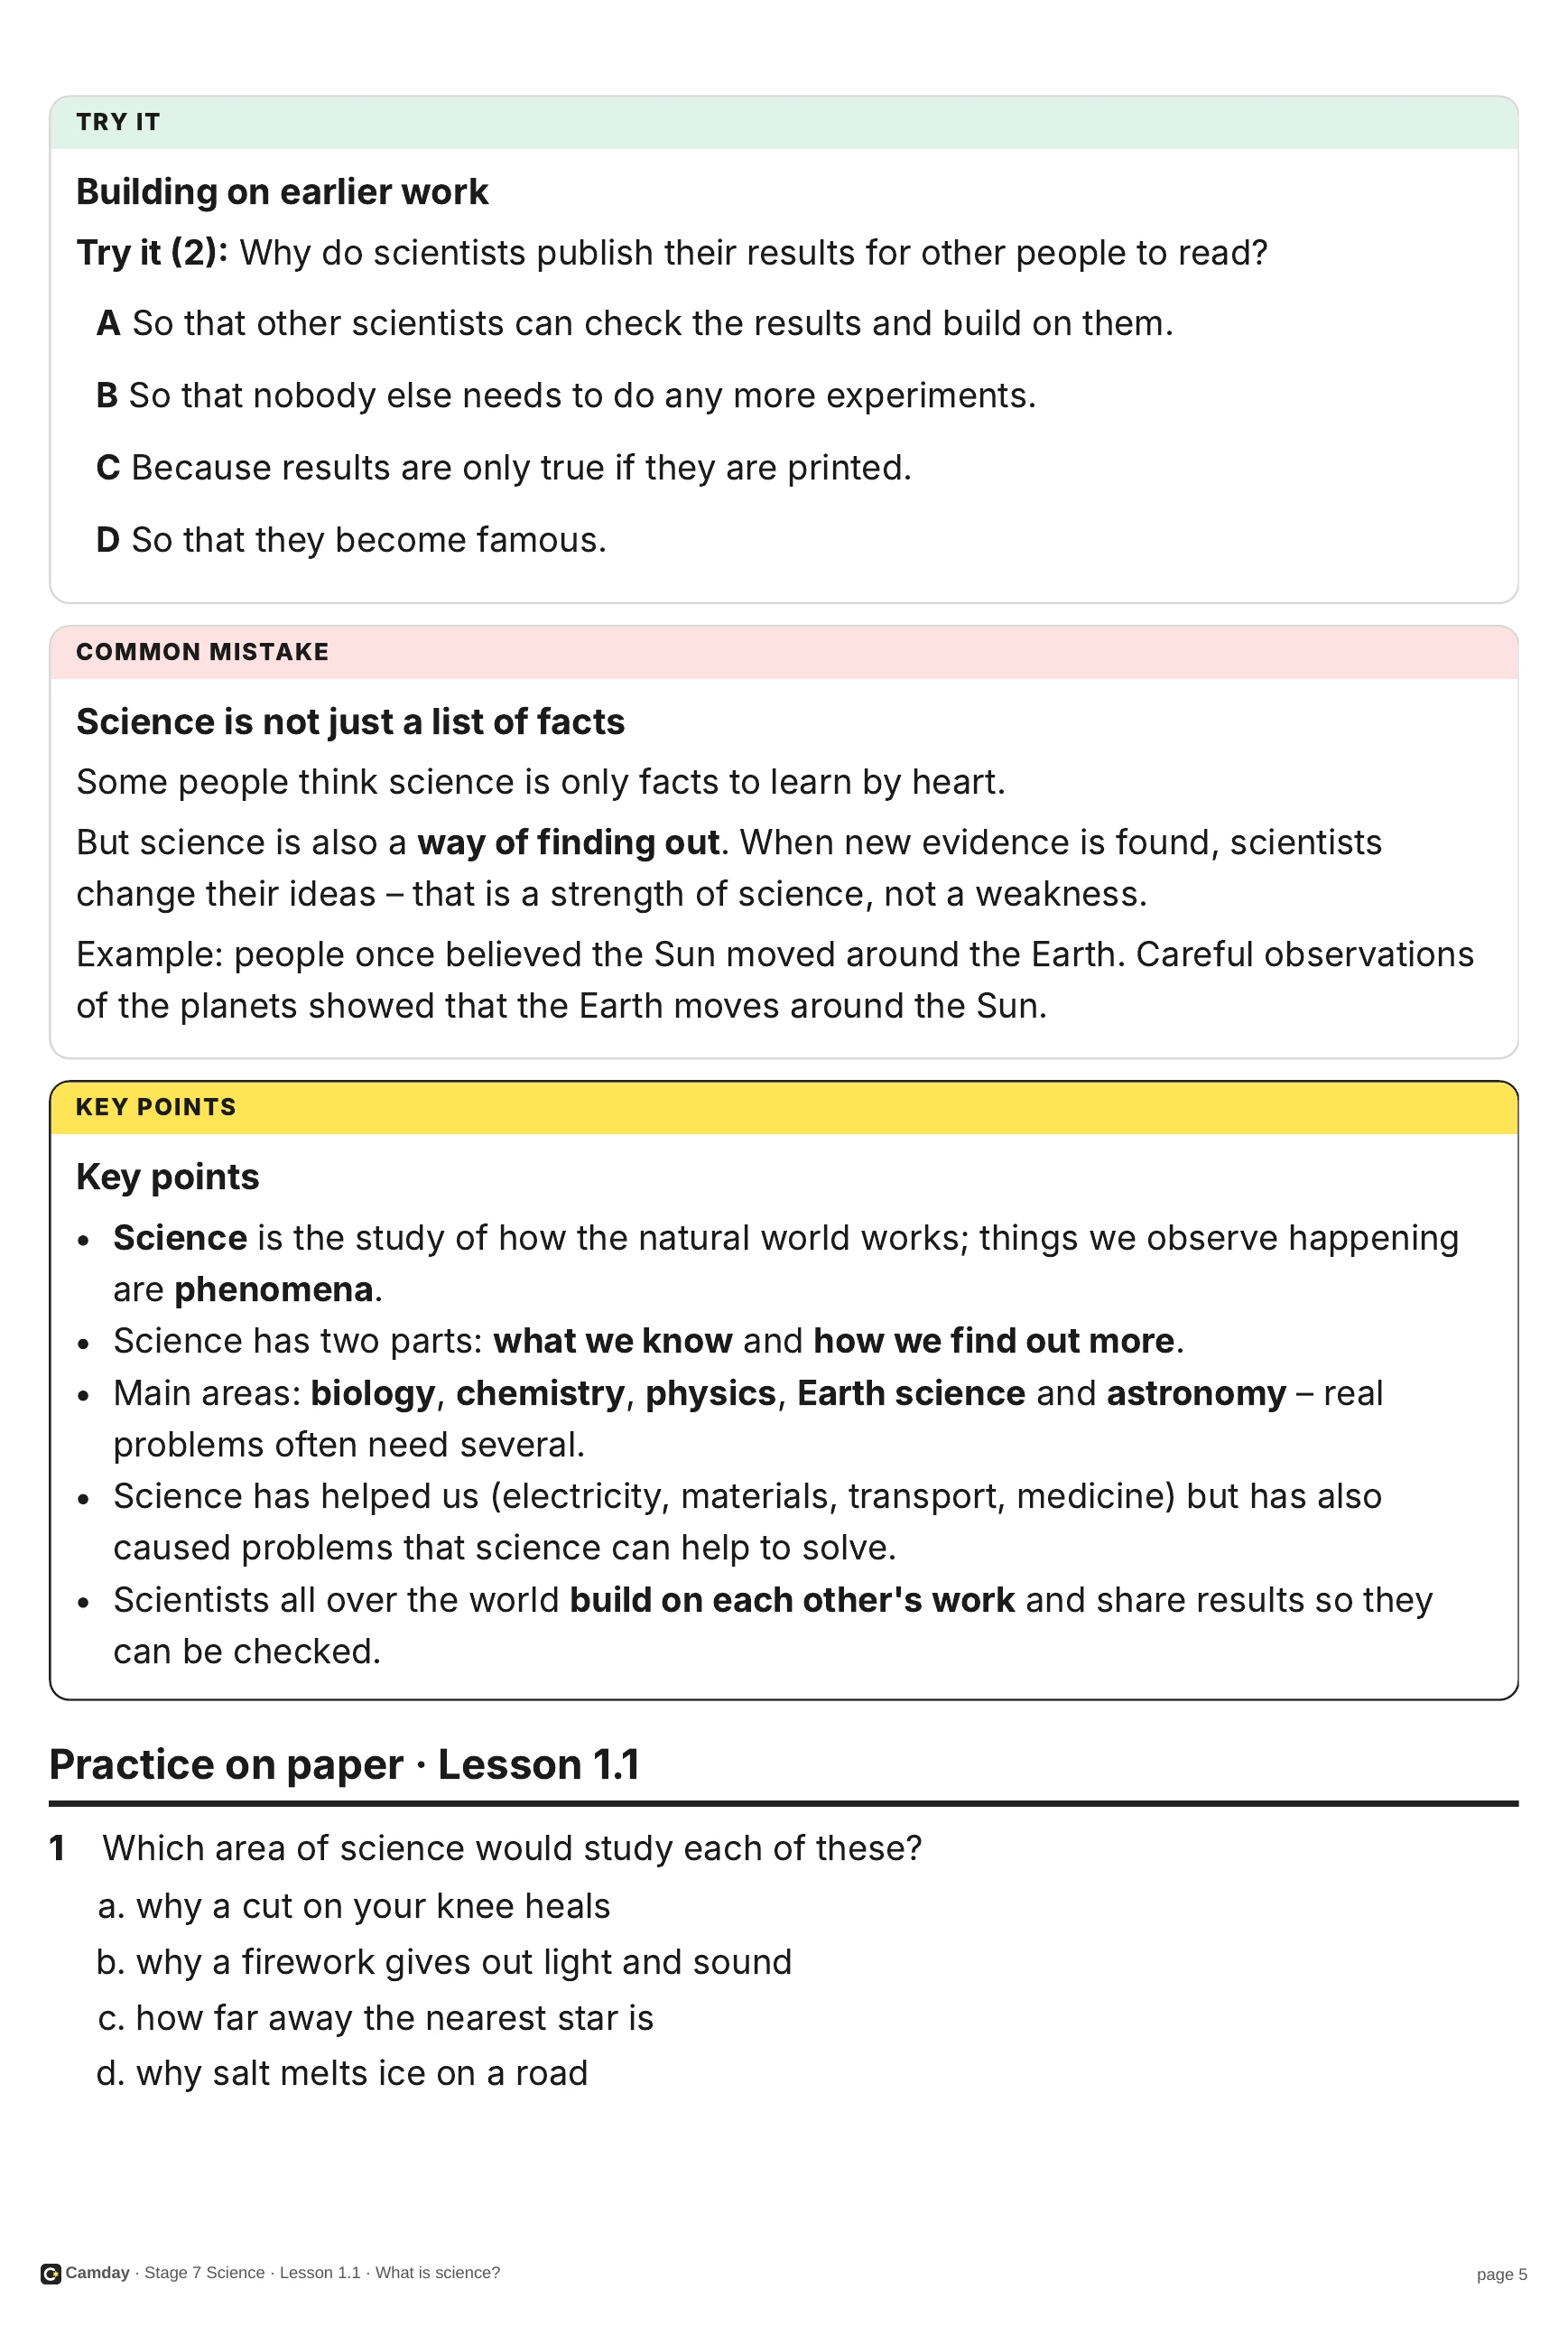 TRY IT
Building on earlier work
Try it (2): Why do scientists publish their results for other people to read?
A So that other scientists can check the results and build on them.
B So that nobody else needs to do any more experiments.
C Because results are only true if they are printed.
D So that they become famous.
COMMON MISTAKE
Science is not just a list of facts
Some people think science is only facts to learn by heart.
But science is also a way of finding out. When new evidence is found, scientists
change their ideas – that is a strength of science, not a weakness.
Example: people once believed the Sun moved around the Earth. Careful observations
of the planets showed that the Earth moves around the Sun.
KEY POINTS
Key points
• Science is the study of how the natural world works; things we observe happening
are phenomena.
• Science has two parts: what we know and how we find out more.
• Main areas: biology, chemistry, physics, Earth science and astronomy – real
problems often need several.
• Science has helped us (electricity, materials, transport, medicine) but has also
caused problems that science can help to solve.
• Scientists all over the world build on each other's work and share results so they
can be checked.
Practice on paper · Lesson 1.1
1 Which area of science would study each of these?
a. why a cut on your knee heals
b. why a firework gives out light and sound
c. how far away the nearest star is
d. why salt melts ice on a road
Camday · Stage 7 Science · Lesson 1.1 · What is science?
page 5